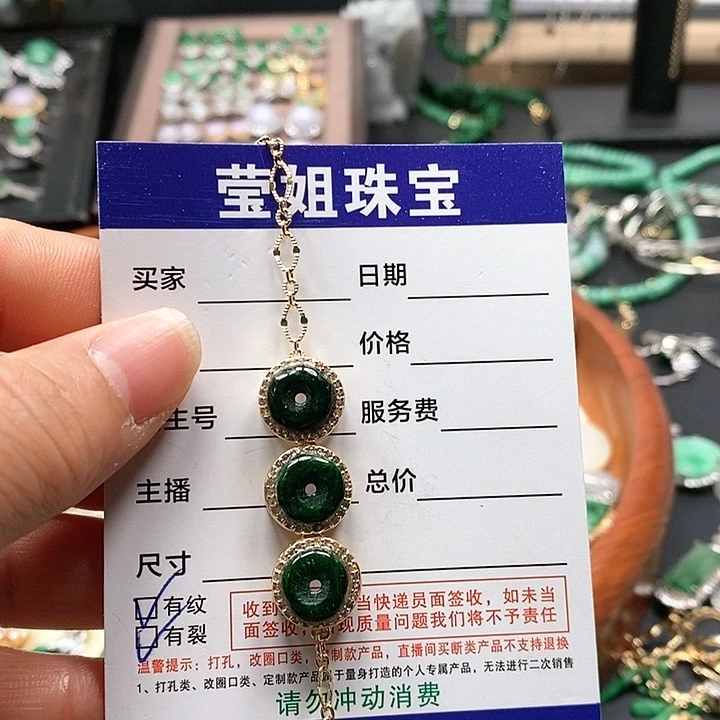 莹姐珠宝
买家 日期
价格
主号 服务费
主播 总价
尺寸
有纹
有裂
收到 当快递员面签收，如未当
面签收， 现质量问题我们将不予责任
温馨提示：打孔，改圈口类， 制款产品，直播间买断类产品不支持退换
1、打孔类、改圈口类、定制款产品属于量身打造的个人专属产品，无法进行二次销售
请勿冲动消费